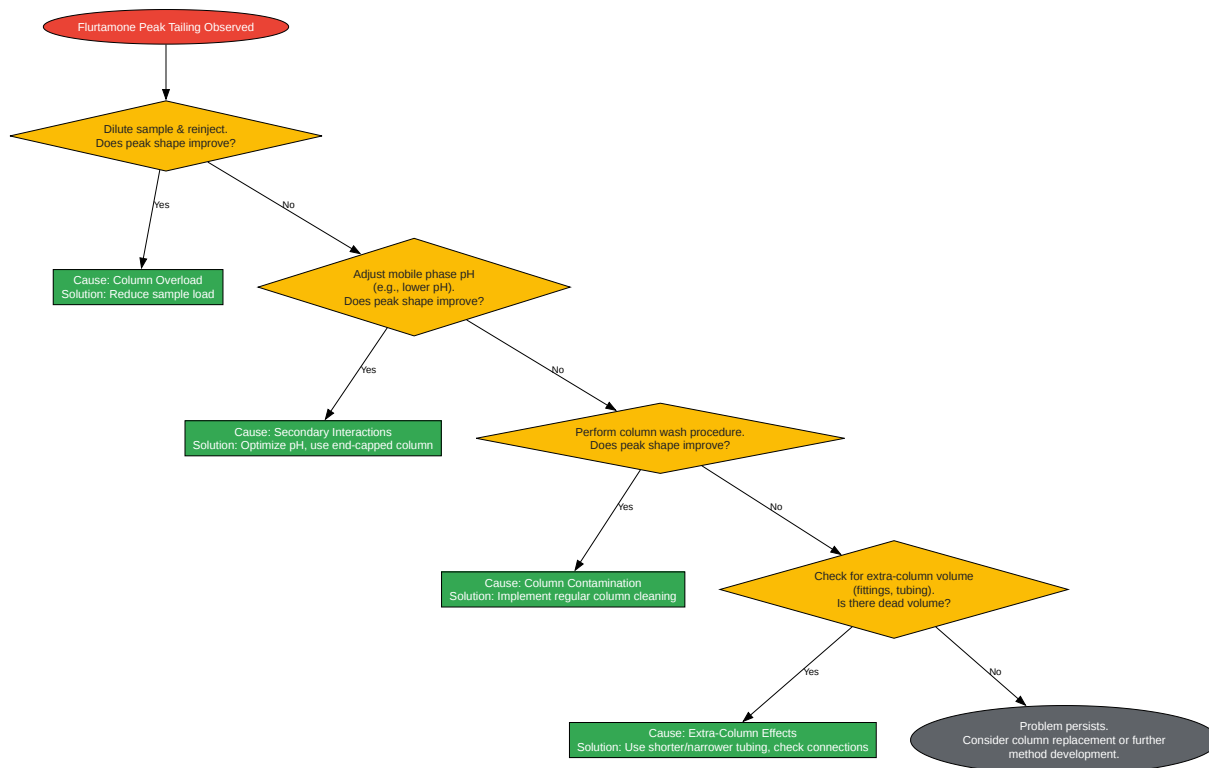 Flurtamone Peak Tailing Observed
Dilute sample & reinject.
Does peak shape improve?
Yes
No
Cause: Column Overload
Solution: Reduce sample load
Adjust mobile phase pH
(e.g., lower pH).
Does peak shape improve?
Yes
No
Cause: Secondary Interactions
Solution: Optimize pH, use end-capped column
Perform column wash procedure.
Does peak shape improve?
Yes
No
Cause: Column Contamination
Solution: Implement regular column cleaning
Check for extra-column volume
(fittings, tubing).
Is there dead volume?
Yes
No
Cause: Extra-Column Effects
Solution: Use shorter/narrower tubing, check connections
Problem persists.
Consider column replacement or further
method development.